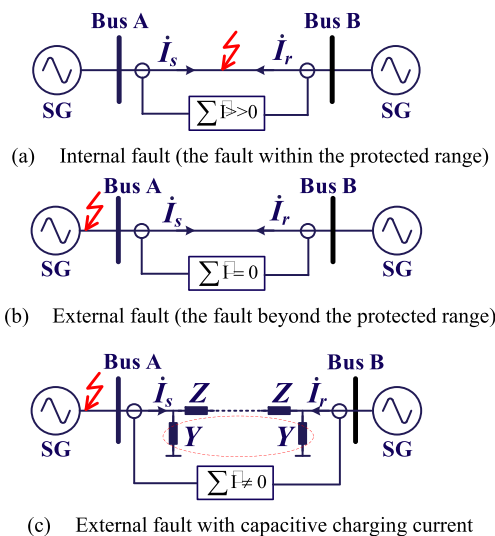 Bus A
Bus B
İs
İr
SG
SG
∑ İ>>0
(a) Internal fault (the fault within the protected range)
Bus A
Bus B
İs
İr
SG
SG
∑ İ= 0
(b) External fault (the fault beyond the protected range)
Bus A
Bus B
İs
Z
Z
İr
Y
Y
SG
SG
∑ İ≠ 0
(c) External fault with capacitive charging current